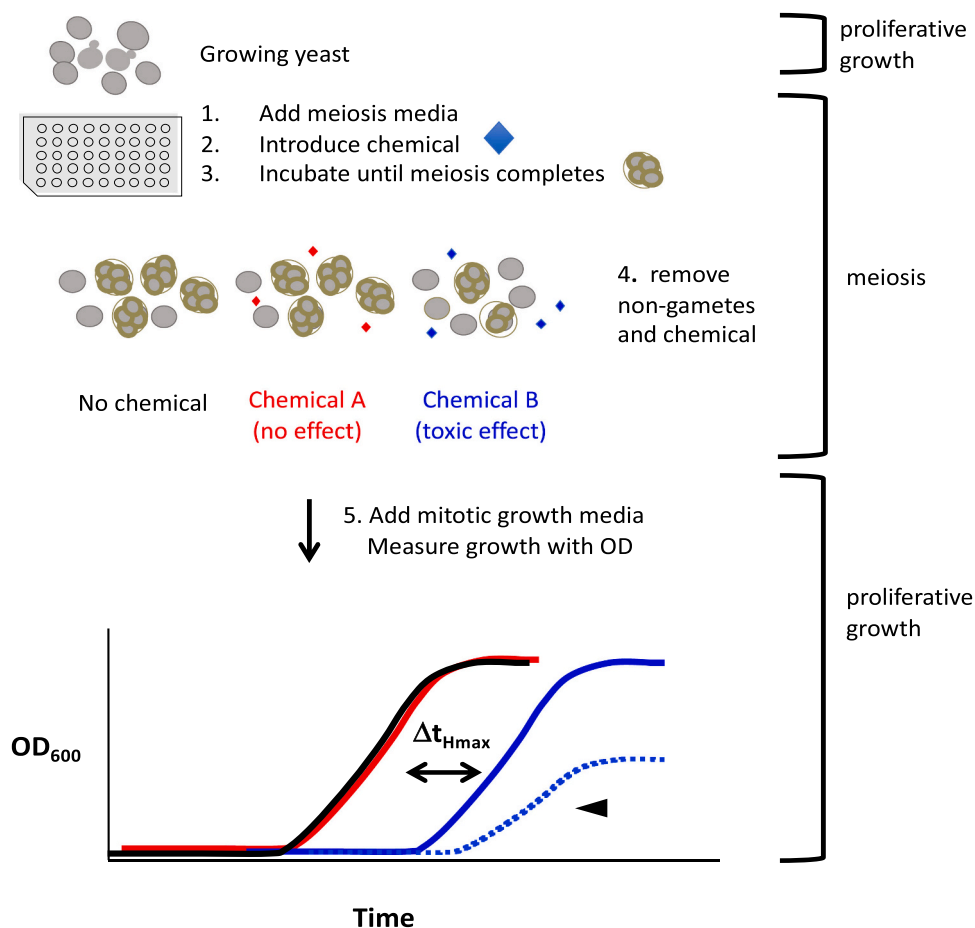 Growing yeast
proliferative
growth
1. Add meiosis media
2. Introduce chemical
3. Incubate until meiosis completes
4. remove
non-gametes
and chemical
meiosis
No chemical
Chemical A
(no effect)
Chemical B
(toxic effect)
5. Add mitotic growth media
Measure growth with OD
proliferative
growth
ΔtHmax
OD600
Time